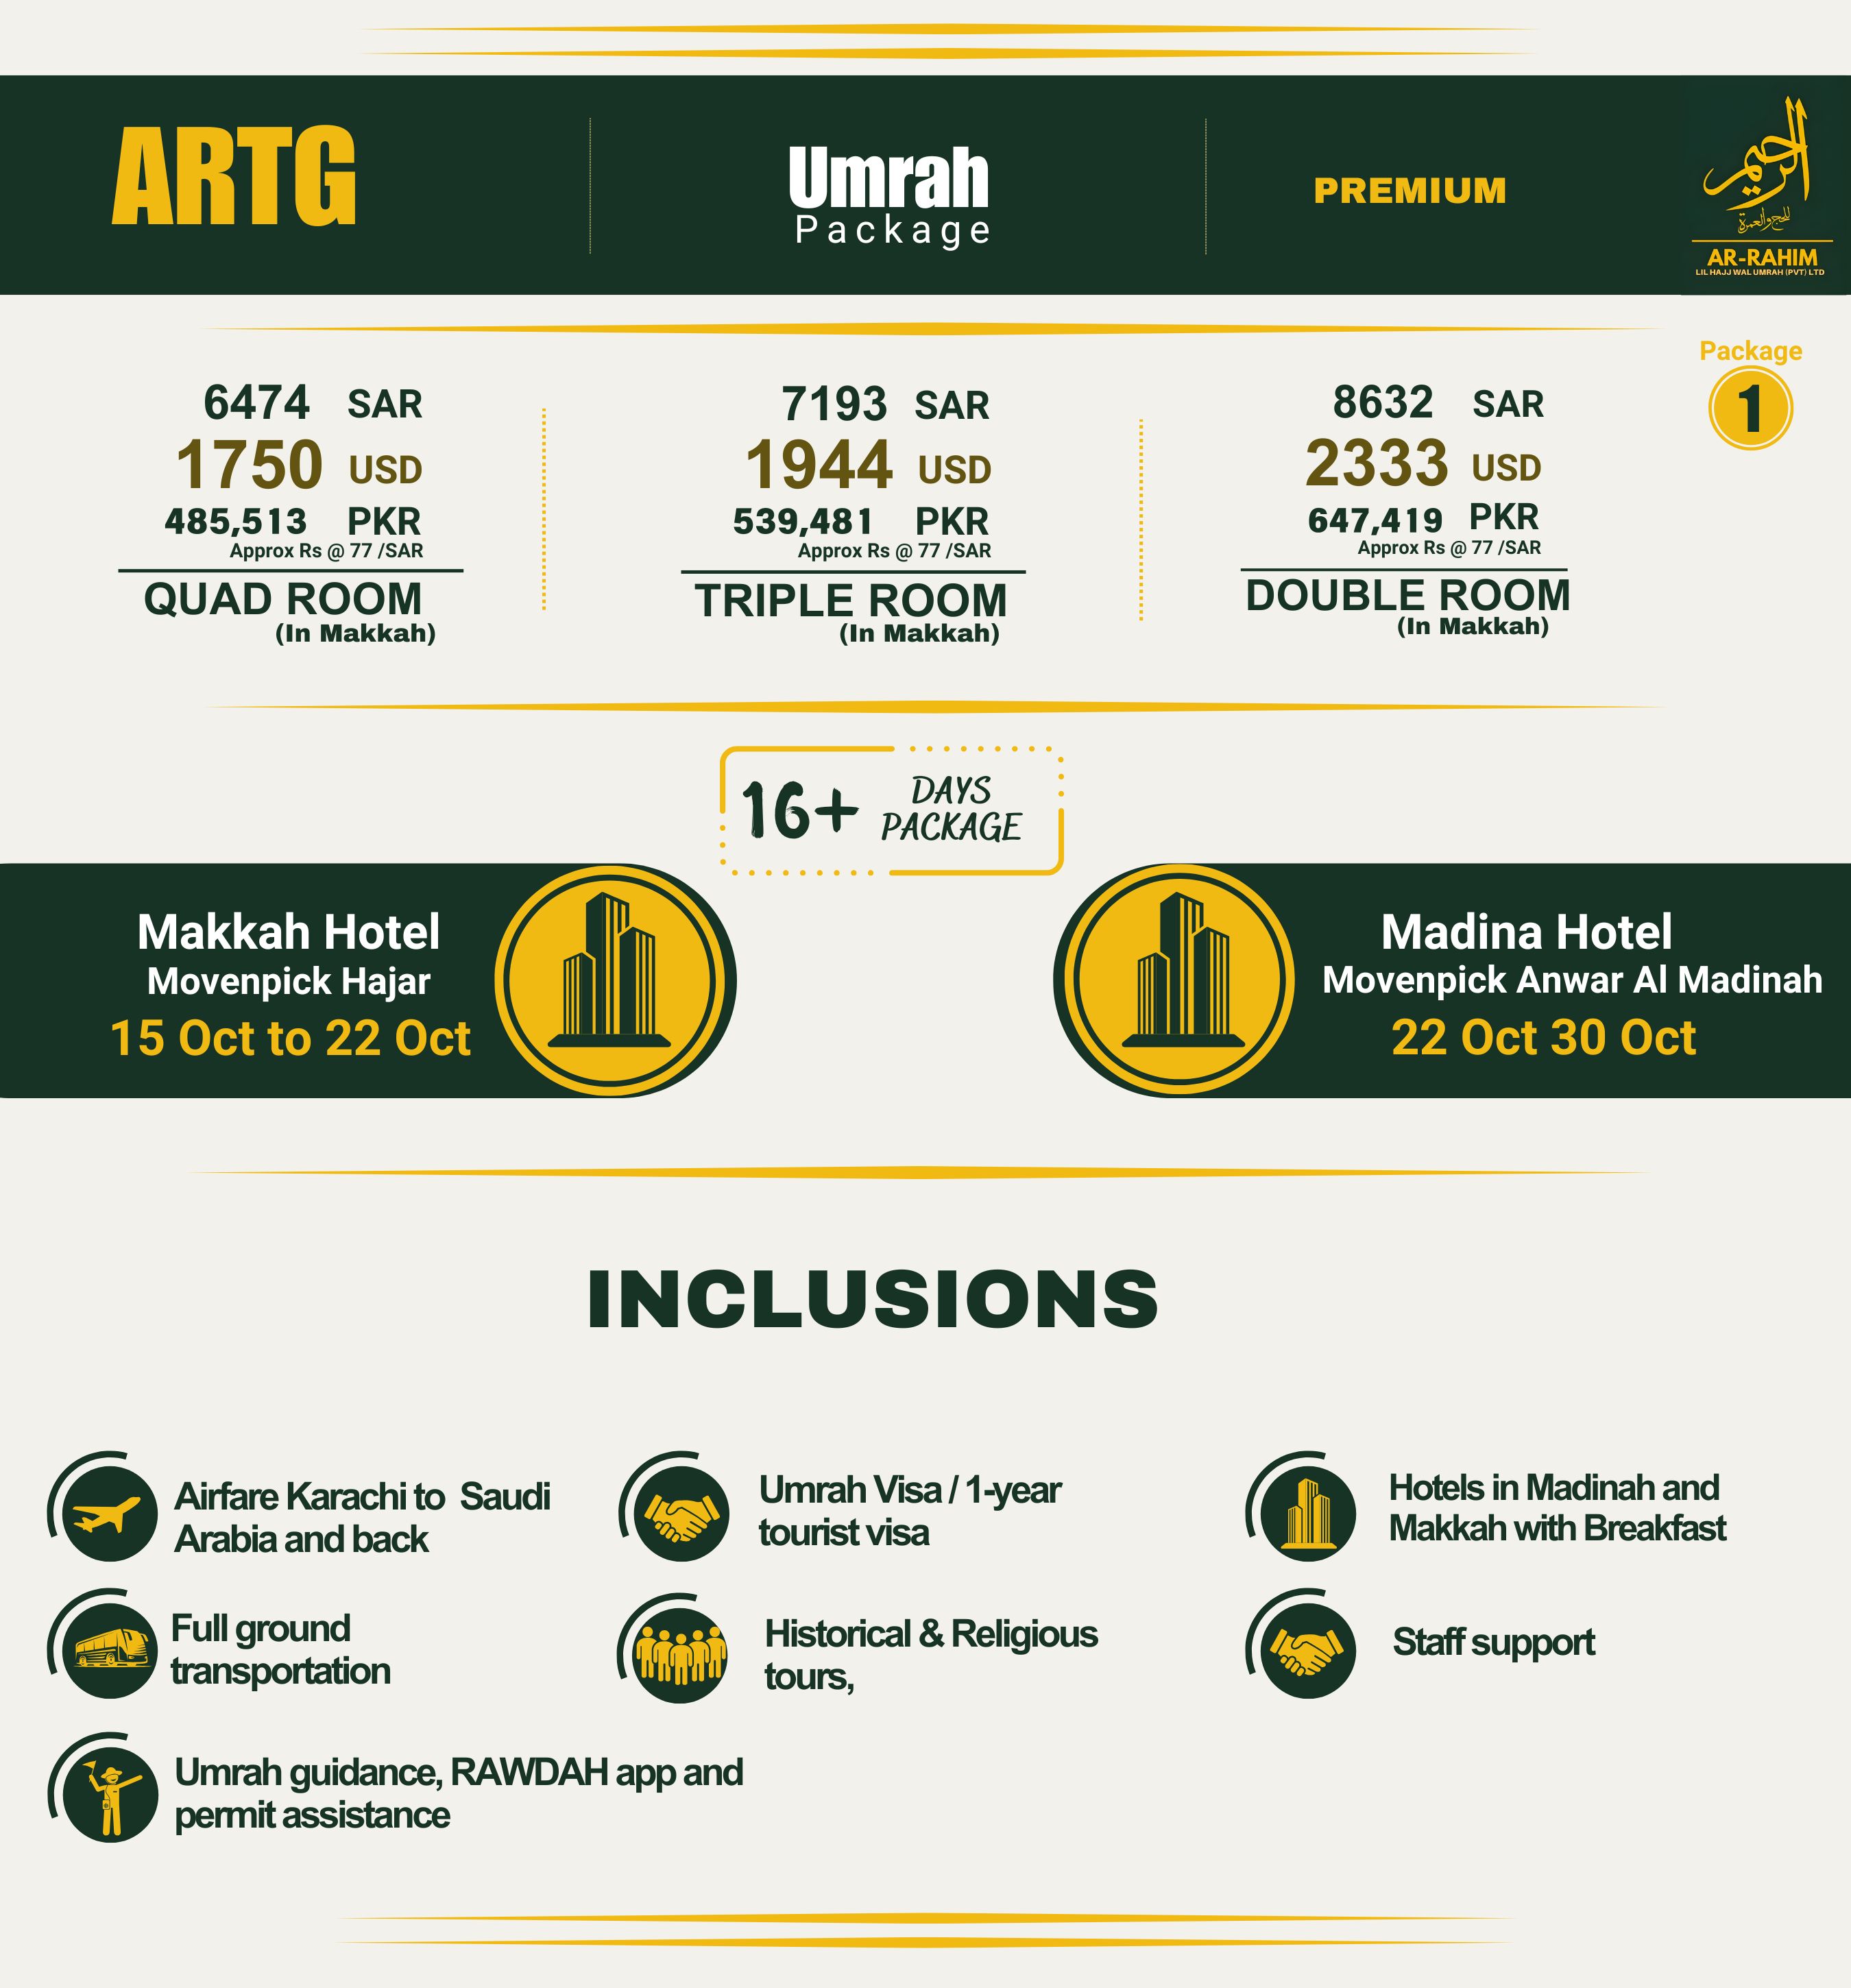 ARTG
Umrah
Package
PREMIUM
الرحيم
للحج والعمرة
AR-RAHIM
LIL HAJJ WAL UMRAH (PVT) LTD
Package
1
6474 SAR
1750 USD
485,513 PKR
Approx Rs @ 77 /SAR
QUAD ROOM
(In Makkah)
7193 SAR
1944 USD
539,481 PKR
Approx Rs @ 77 /SAR
TRIPLE ROOM
(In Makkah)
8632 SAR
2333 USD
647,419 PKR
Approx Rs @ 77 /SAR
DOUBLE ROOM
(In Makkah)
16+ DAYS
PACKAGE
Makkah Hotel
Movenpick Hajar
15 Oct to 22 Oct
Madina Hotel
Movenpick Anwar Al Madinah
22 Oct 30 Oct
INCLUSIONS
Airfare Karachi to Saudi
Arabia and back
Umrah Visa / 1-year
tourist visa
Hotels in Madinah and
Makkah with Breakfast
Full ground
transportation
Historical & Religious
tours,
Staff support
Umrah guidance, RAWDAH app and
permit assistance